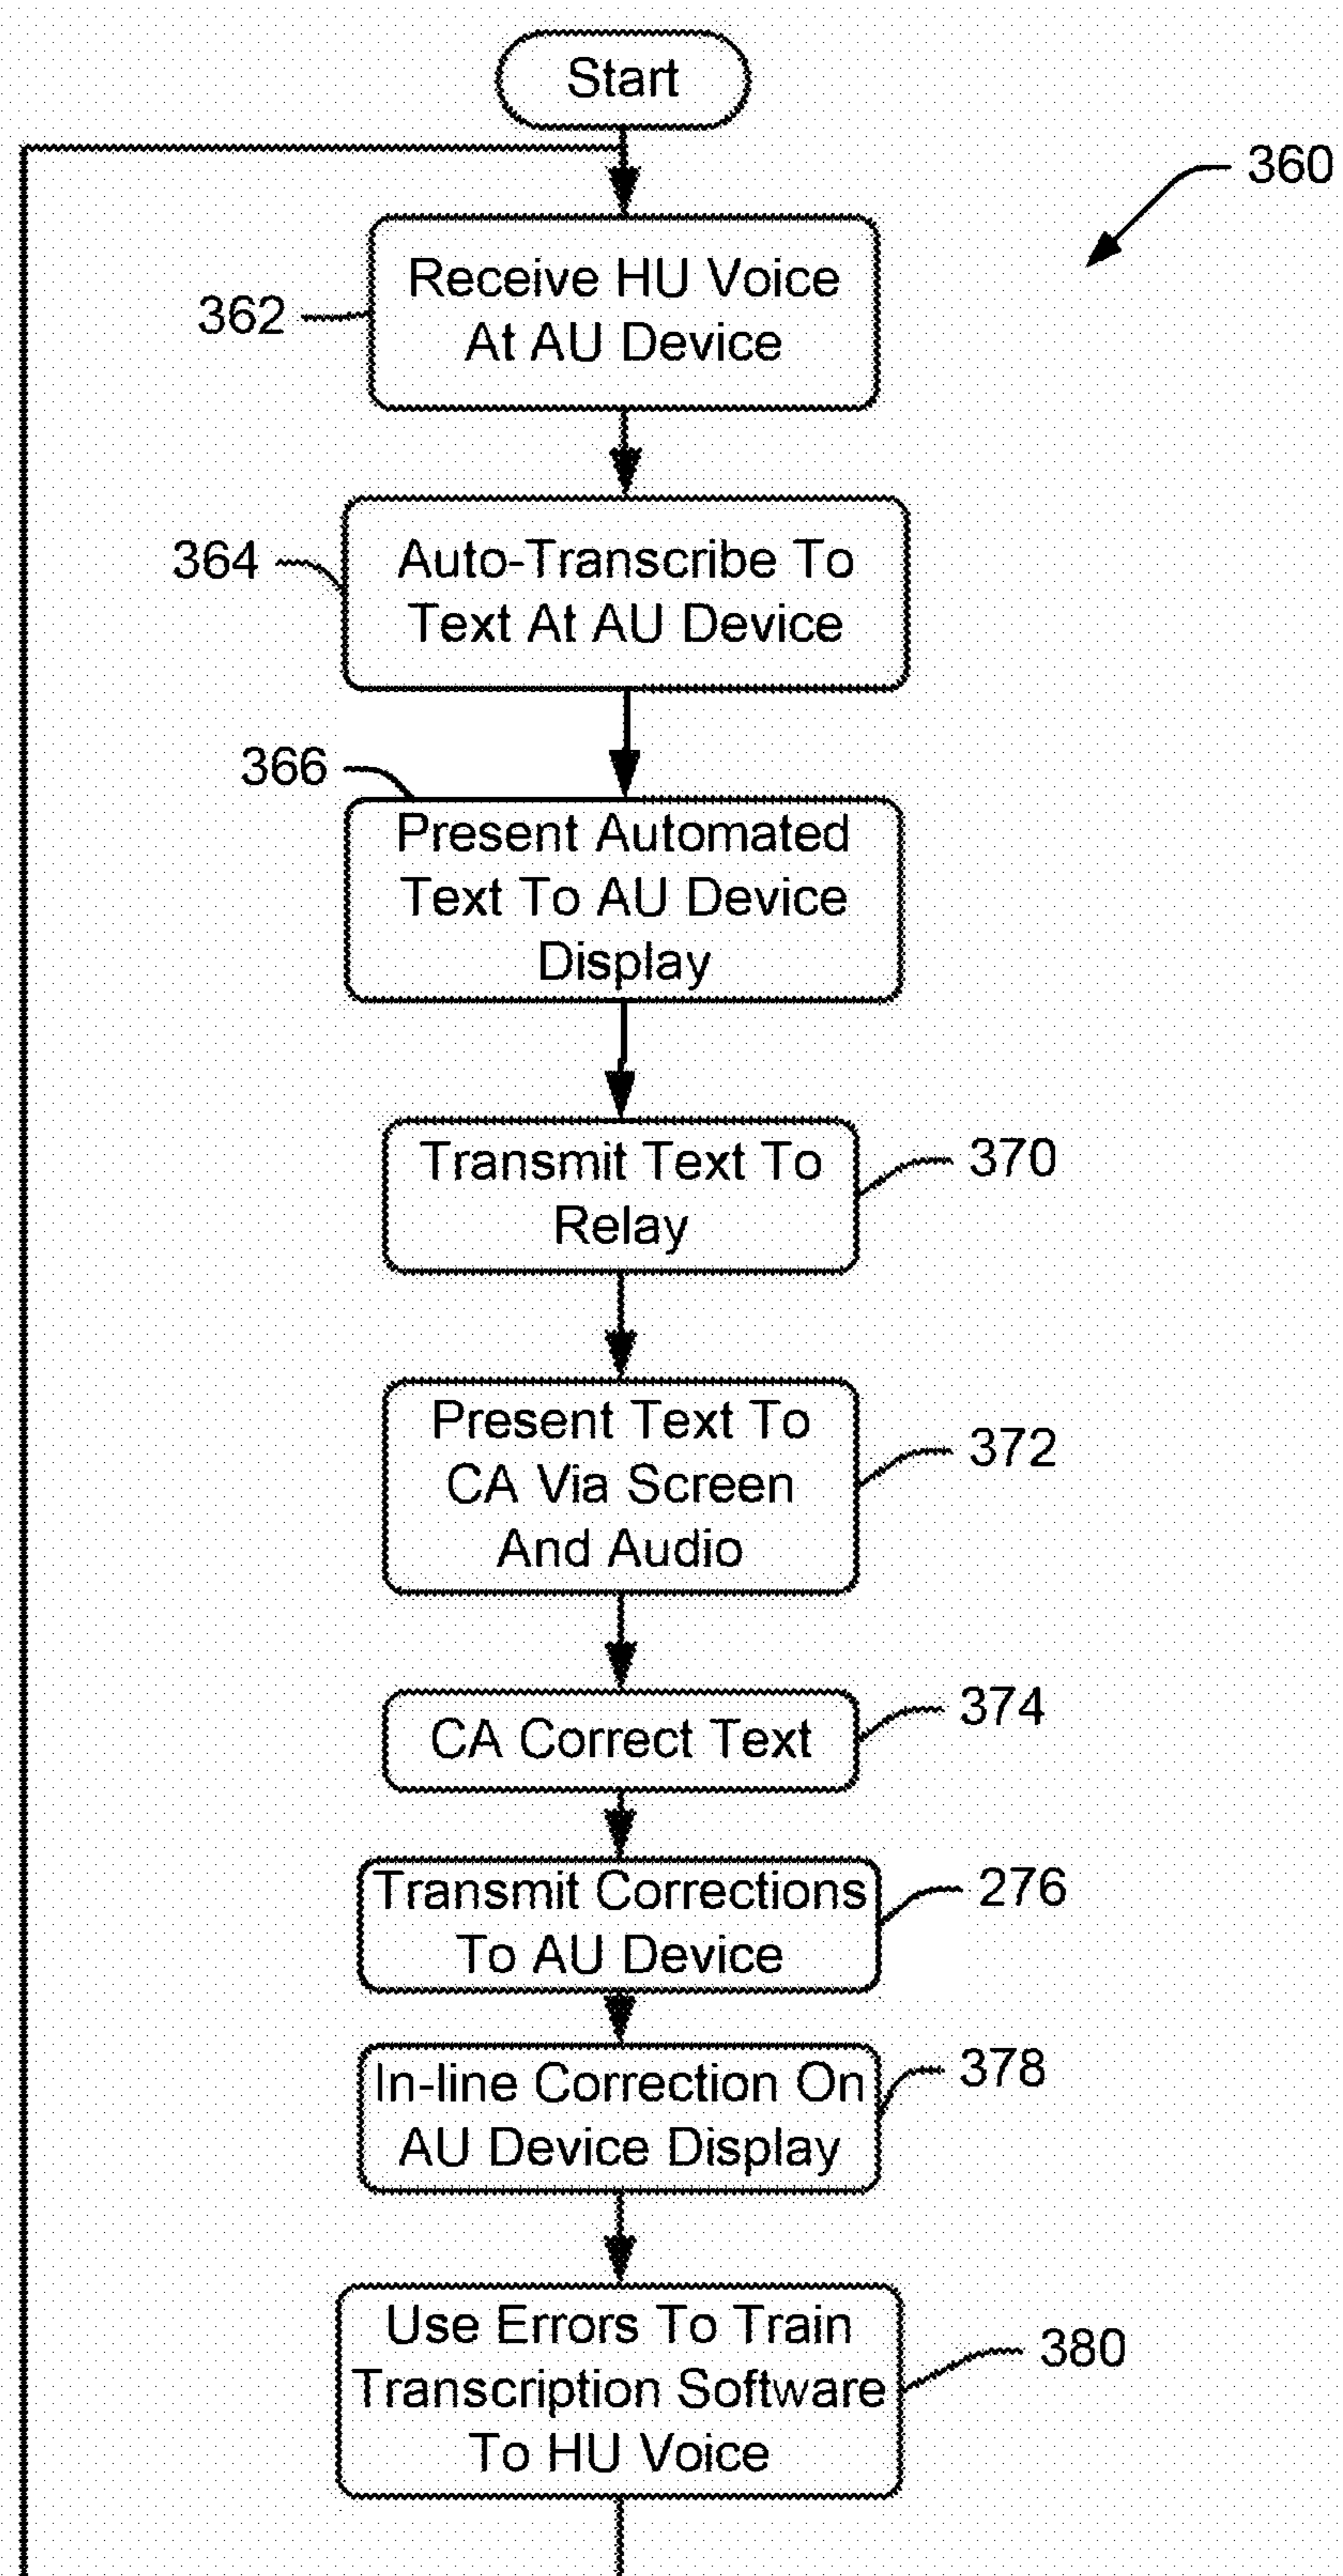 Start
360
Receive HU Voice
At AU Device
362
Auto-Transcribe To
Text At AU Device
364
366
Present Automated
Text To AU Device
Display
Transmit Text To
Relay
370
Present Text To
CA Via Screen
And Audio
372
CA Correct Text
374
Transmit Corrections
To AU Device
276
In-line Correction On
AU Device Display
378
Use Errors To Train
Transcription Software
To HU Voice
380